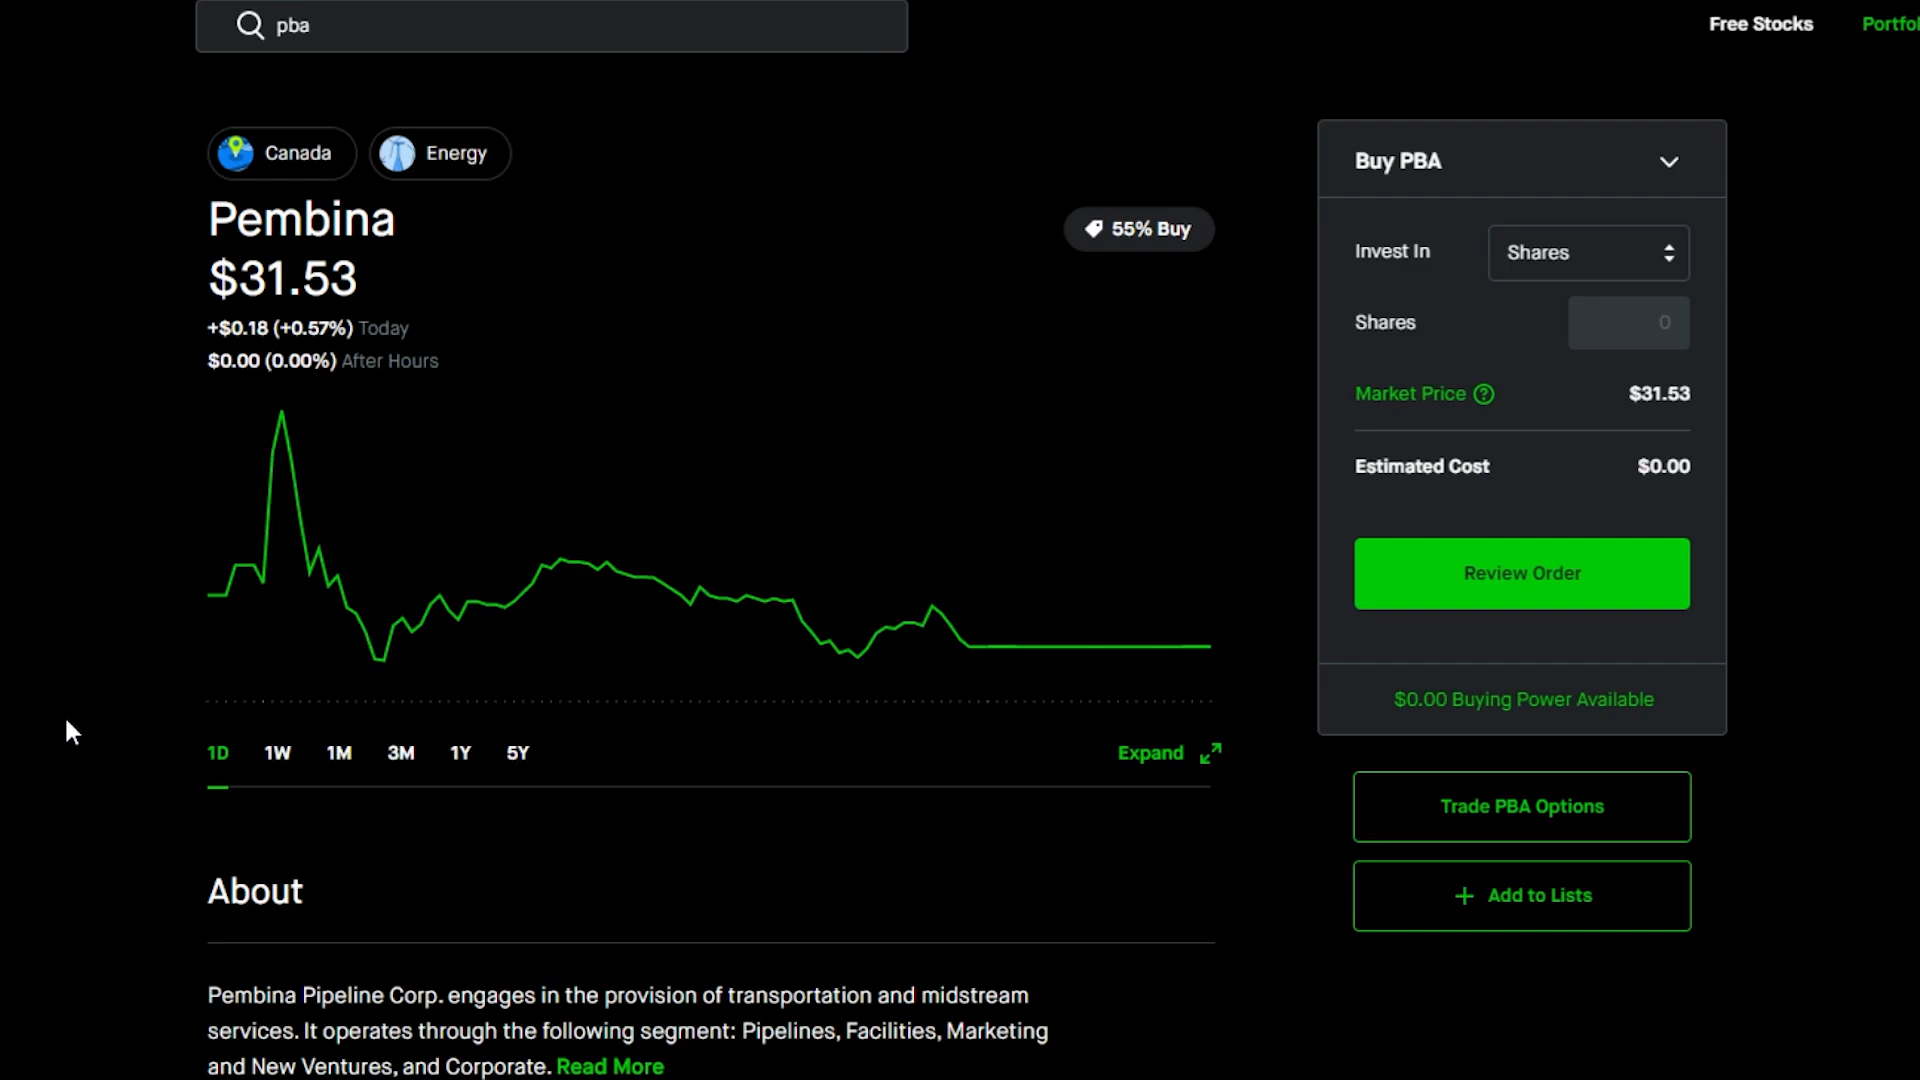 pba
Free Stocks
Portfol
Canada
Energy
Pembina
$31.53
+$0.18 (+0.57%) Today
$0.00 (0.00%) After Hours
55% Buy
1D 1W 1M 3M 1Y 5Y
Expand
About
Pembina Pipeline Corp. engages in the provision of transportation and midstream
services. It operates through the following segment: Pipelines, Facilities, Marketing
and New Ventures, and Corporate. Read More
Buy PBA
Invest In Shares
Shares 0
Market Price ? $31.53
Estimated Cost $0.00
Review Order
$0.00 Buying Power Available
Trade PBA Options
+ Add to Lists